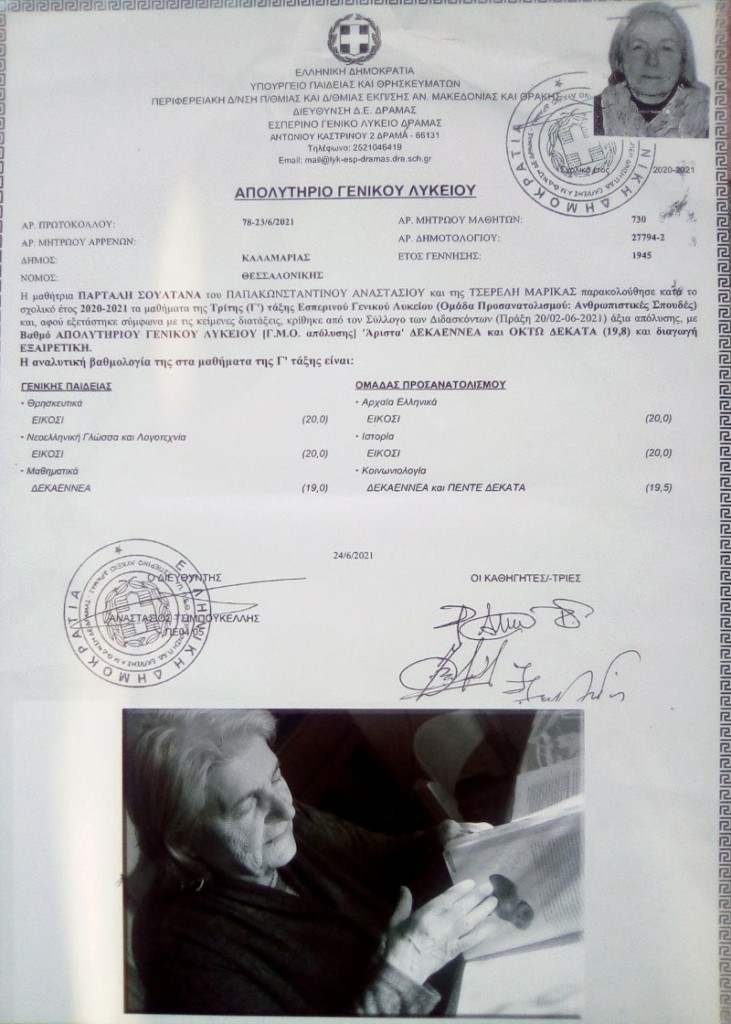 ΕΛΛΗΝΙΚΗ ΔΗΜΟΚΡΑΤΙΑ
ΥΠΟΥΡΓΕΙΟ ΠΑΙΔΕΙΑΣ ΚΑΙ ΘΡΗΣΚΕΥΜΑΤΩΝ
ΠΕΡΙΦΕΡΕΙΑΚΗ Δ/ΝΣΗ Π/ΘΜΙΑΣ ΚΑΙ Δ/ΘΜΙΑΣ ΕΚΠ/ΣΗΣ ΑΝ. ΜΑΚΕΔΟΝΙΑΣ ΚΑΙ ΘΡΑΚΗΣ
ΔΙΕΥΘΥΝΣΗ Δ.Ε. ΔΡΑΜΑΣ
ΕΣΠΕΡΙΝΟ ΓΕΝΙΚΟ ΛΥΚΕΙΟ ΔΡΑΜΑΣ
ΑΝΤΩΝΙΟΥ ΚΑΣΤΡΙΝΟΥ 2 ΔΡΑΜΑ - 66131
Τηλέφωνο: 2521046419
Email: mail@lyk-esp-dramas.dra.sch.gr
Σχολικό έτος 2020-2021
ΑΠΟΛΥΤΗΡΙΟ ΓΕΝΙΚΟΥ ΛΥΚΕΙΟΥ
ΑΡ. ΠΡΩΤΟΚΟΛΛΟΥ: 78-23/6/2021 ΑΡ. ΜΗΤΡΩΟΥ ΜΑΘΗΤΩΝ: 730
ΑΡ. ΜΗΤΡΩΟΥ ΑΡΡΕΝΩΝ: ΑΡ. ΔΗΜΟΤΟΛΟΓΙΟΥ: 27794-2
ΔΗΜΟΣ: ΚΑΛΑΜΑΡΙΑΣ ΕΤΟΣ ΓΕΝΝΗΣΗΣ: 1945
ΝΟΜΟΣ: ΘΕΣΣΑΛΟΝΙΚΗΣ
Η μαθήτρια ΠΑΡΤΑΛΗ ΣΟΥΛΤΑΝΑ του ΠΑΠΑΚΩΝΣΤΑΝΤΙΝΟΥ ΑΝΑΣΤΑΣΙΟΥ και της ΤΣΕΡΕΛΗ ΜΑΡΙΚΑΣ παρακολούθησε κατά το
σχολικό έτος 2020-2021 τα μαθήματα της Τρίτης (Γ') τάξης Εσπερινού Γενικού Λυκείου (Ομάδα Προσανατολισμού: Ανθρωπιστικές Σπουδές)
και, αφού εξετάστηκε σύμφωνα με τις κείμενες διατάξεις, κρίθηκε από τον Σύλλογο των Διδασκόντων (Πράξη 20/02-06-2021) άξια απόλυσης, με
Βαθμό ΑΠΟΛΥΤΗΡΙΟΥ ΓΕΝΙΚΟΥ ΛΥΚΕΙΟΥ [Γ.Μ.Ο. απόλυσης] 'Άριστα' ΔΕΚΑΕΝΝΕΑ και ΟΚΤΩ ΔΕΚΑΤΑ (19,8) και διαγωγή
ΕΞΑΙΡΕΤΙΚΗ.
Η αναλυτική βαθμολογία της στα μαθήματα της Γ' τάξης είναι:
ΓΕΝΙΚΗΣ ΠΑΙΔΕΙΑΣ ΟΜΑΔΑΣ ΠΡΟΣΑΝΑΤΟΛΙΣΜΟΥ
• Θρησκευτικά • Αρχαία Ελληνικά
ΕΙΚΟΣΙ (20,0) ΕΙΚΟΣΙ (20,0)
• Νεοελληνική Γλώσσα και Λογοτεχνία • Ιστορία
ΕΙΚΟΣΙ (20,0) ΕΙΚΟΣΙ (20,0)
• Μαθηματικά • Κοινωνιολογία
ΔΕΚΑΕΝΝΕΑ (19,0) ΔΕΚΑΕΝΝΕΑ και ΠΕΝΤΕ ΔΕΚΑΤΑ (19,5)
24/6/2021
Ο ΔΙΕΥΘΥΝΤΗΣ ΟΙ ΚΑΘΗΓΗΤΕΣ/-ΤΡΙΕΣ
ΑΝΑΣΤΑΣΙΟΣ ΤΣΙΜΠΟΥΚΕΛΛΗΣ
ΠΕ04.05
ΕΛΛΗΝΙΚΗ ΔΗΜΟΚΡΑΤΙΑ